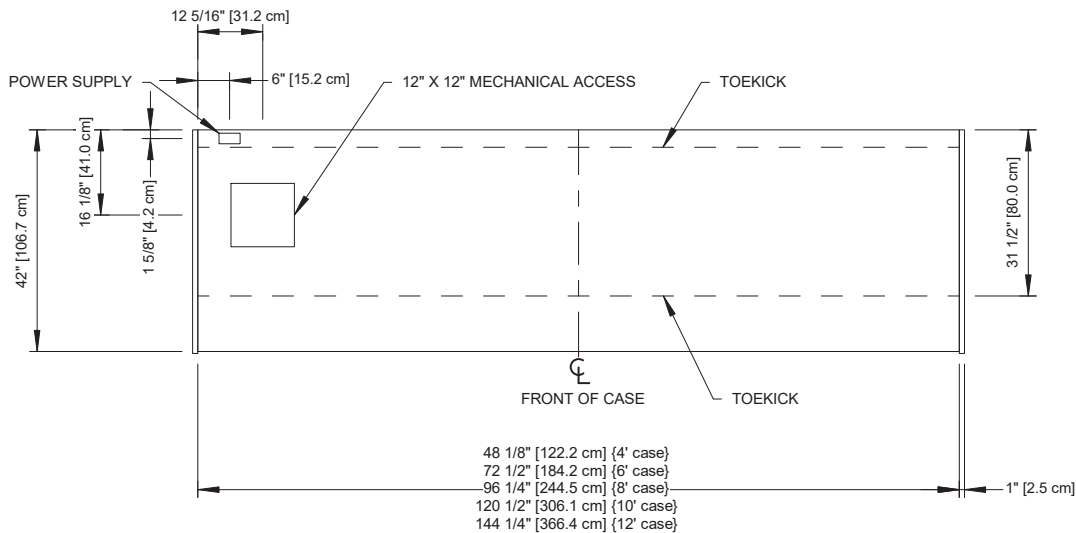 12 5/16" [31.2 cm]
POWER SUPPLY
6" [15.2 cm]
12" X 12" MECHANICAL ACCESS
TOEKICK
42" [106.7 cm]
16 1/8" [41.0 cm]
1 5/8" [4.2 cm]
31 1/2" [80.0 cm]
℄
FRONT OF CASE
TOEKICK
48 1/8" [122.2 cm] {4' case}
72 1/2" [184.2 cm] {6' case}
96 1/4" [244.5 cm] {8' case}
120 1/2" [306.1 cm] {10' case}
144 1/4" [366.4 cm] {12' case}
1" [2.5 cm]